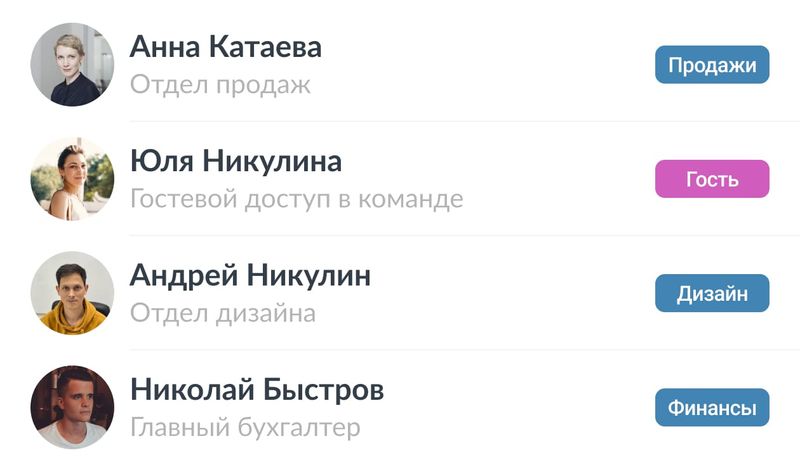 Анна Катаева
Отдел продаж
Продажи
Юля Никулина
Гостевой доступ в команде
Гость
Андрей Никулин
Отдел дизайна
Дизайн
Николай Быстров
Главный бухгалтер
Финансы